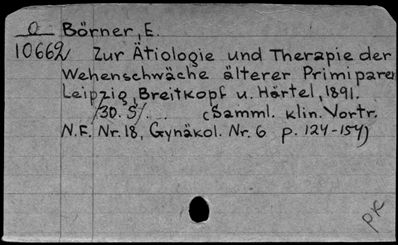 O Börner, E.
10662 Zur Ätiologie und Therapie der
Wehenschwäche älterer Primiparen
Leipzig, Breitkopf u. Härtel, 1891.
/30. S/... (Samml. klin. Vortr.
N.F. Nr. 18, Gynäkol. Nr. 6 p. 124-154)
pk